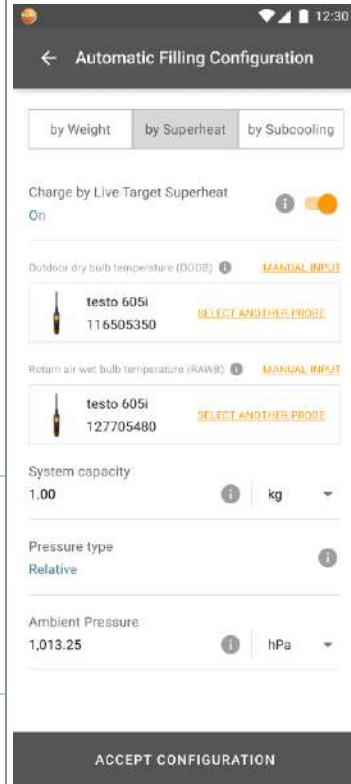 12:30
Automatic Filling Configuration
by Weight by Superheat by Subcooling
Charge by Live Target Superheat
On
Outdoor dry bulb temperature (ODDB) MANUAL INPUT
testo 605i
116505350
SELECT ANOTHER PROBE
Return air wet bulb temperature (RAWB) MANUAL INPUT
testo 605i
127705480
SELECT ANOTHER PROBE
System capacity
1.00 kg
Pressure type
Relative
Ambient Pressure
1,013.25 hPa
ACCEPT CONFIGURATION